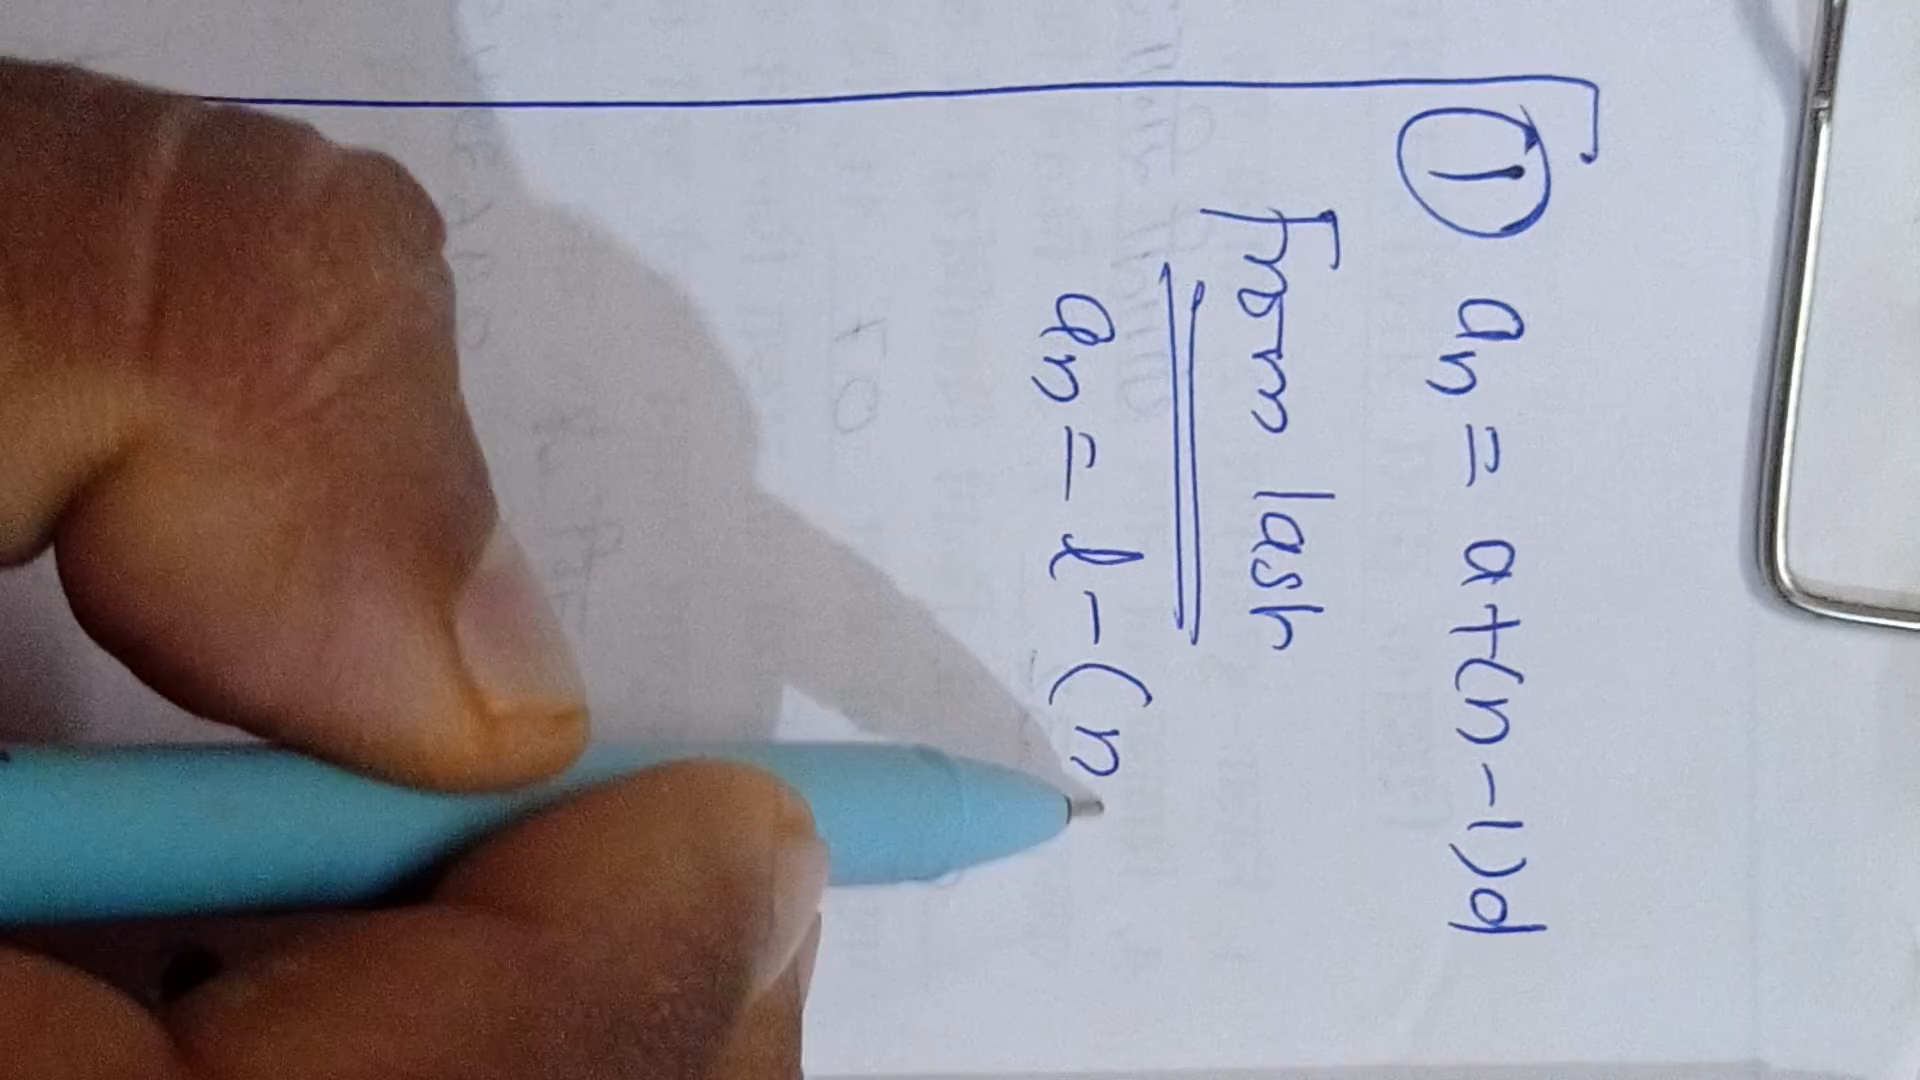 ① an = a+(n-1)d
From last
an = l-(n